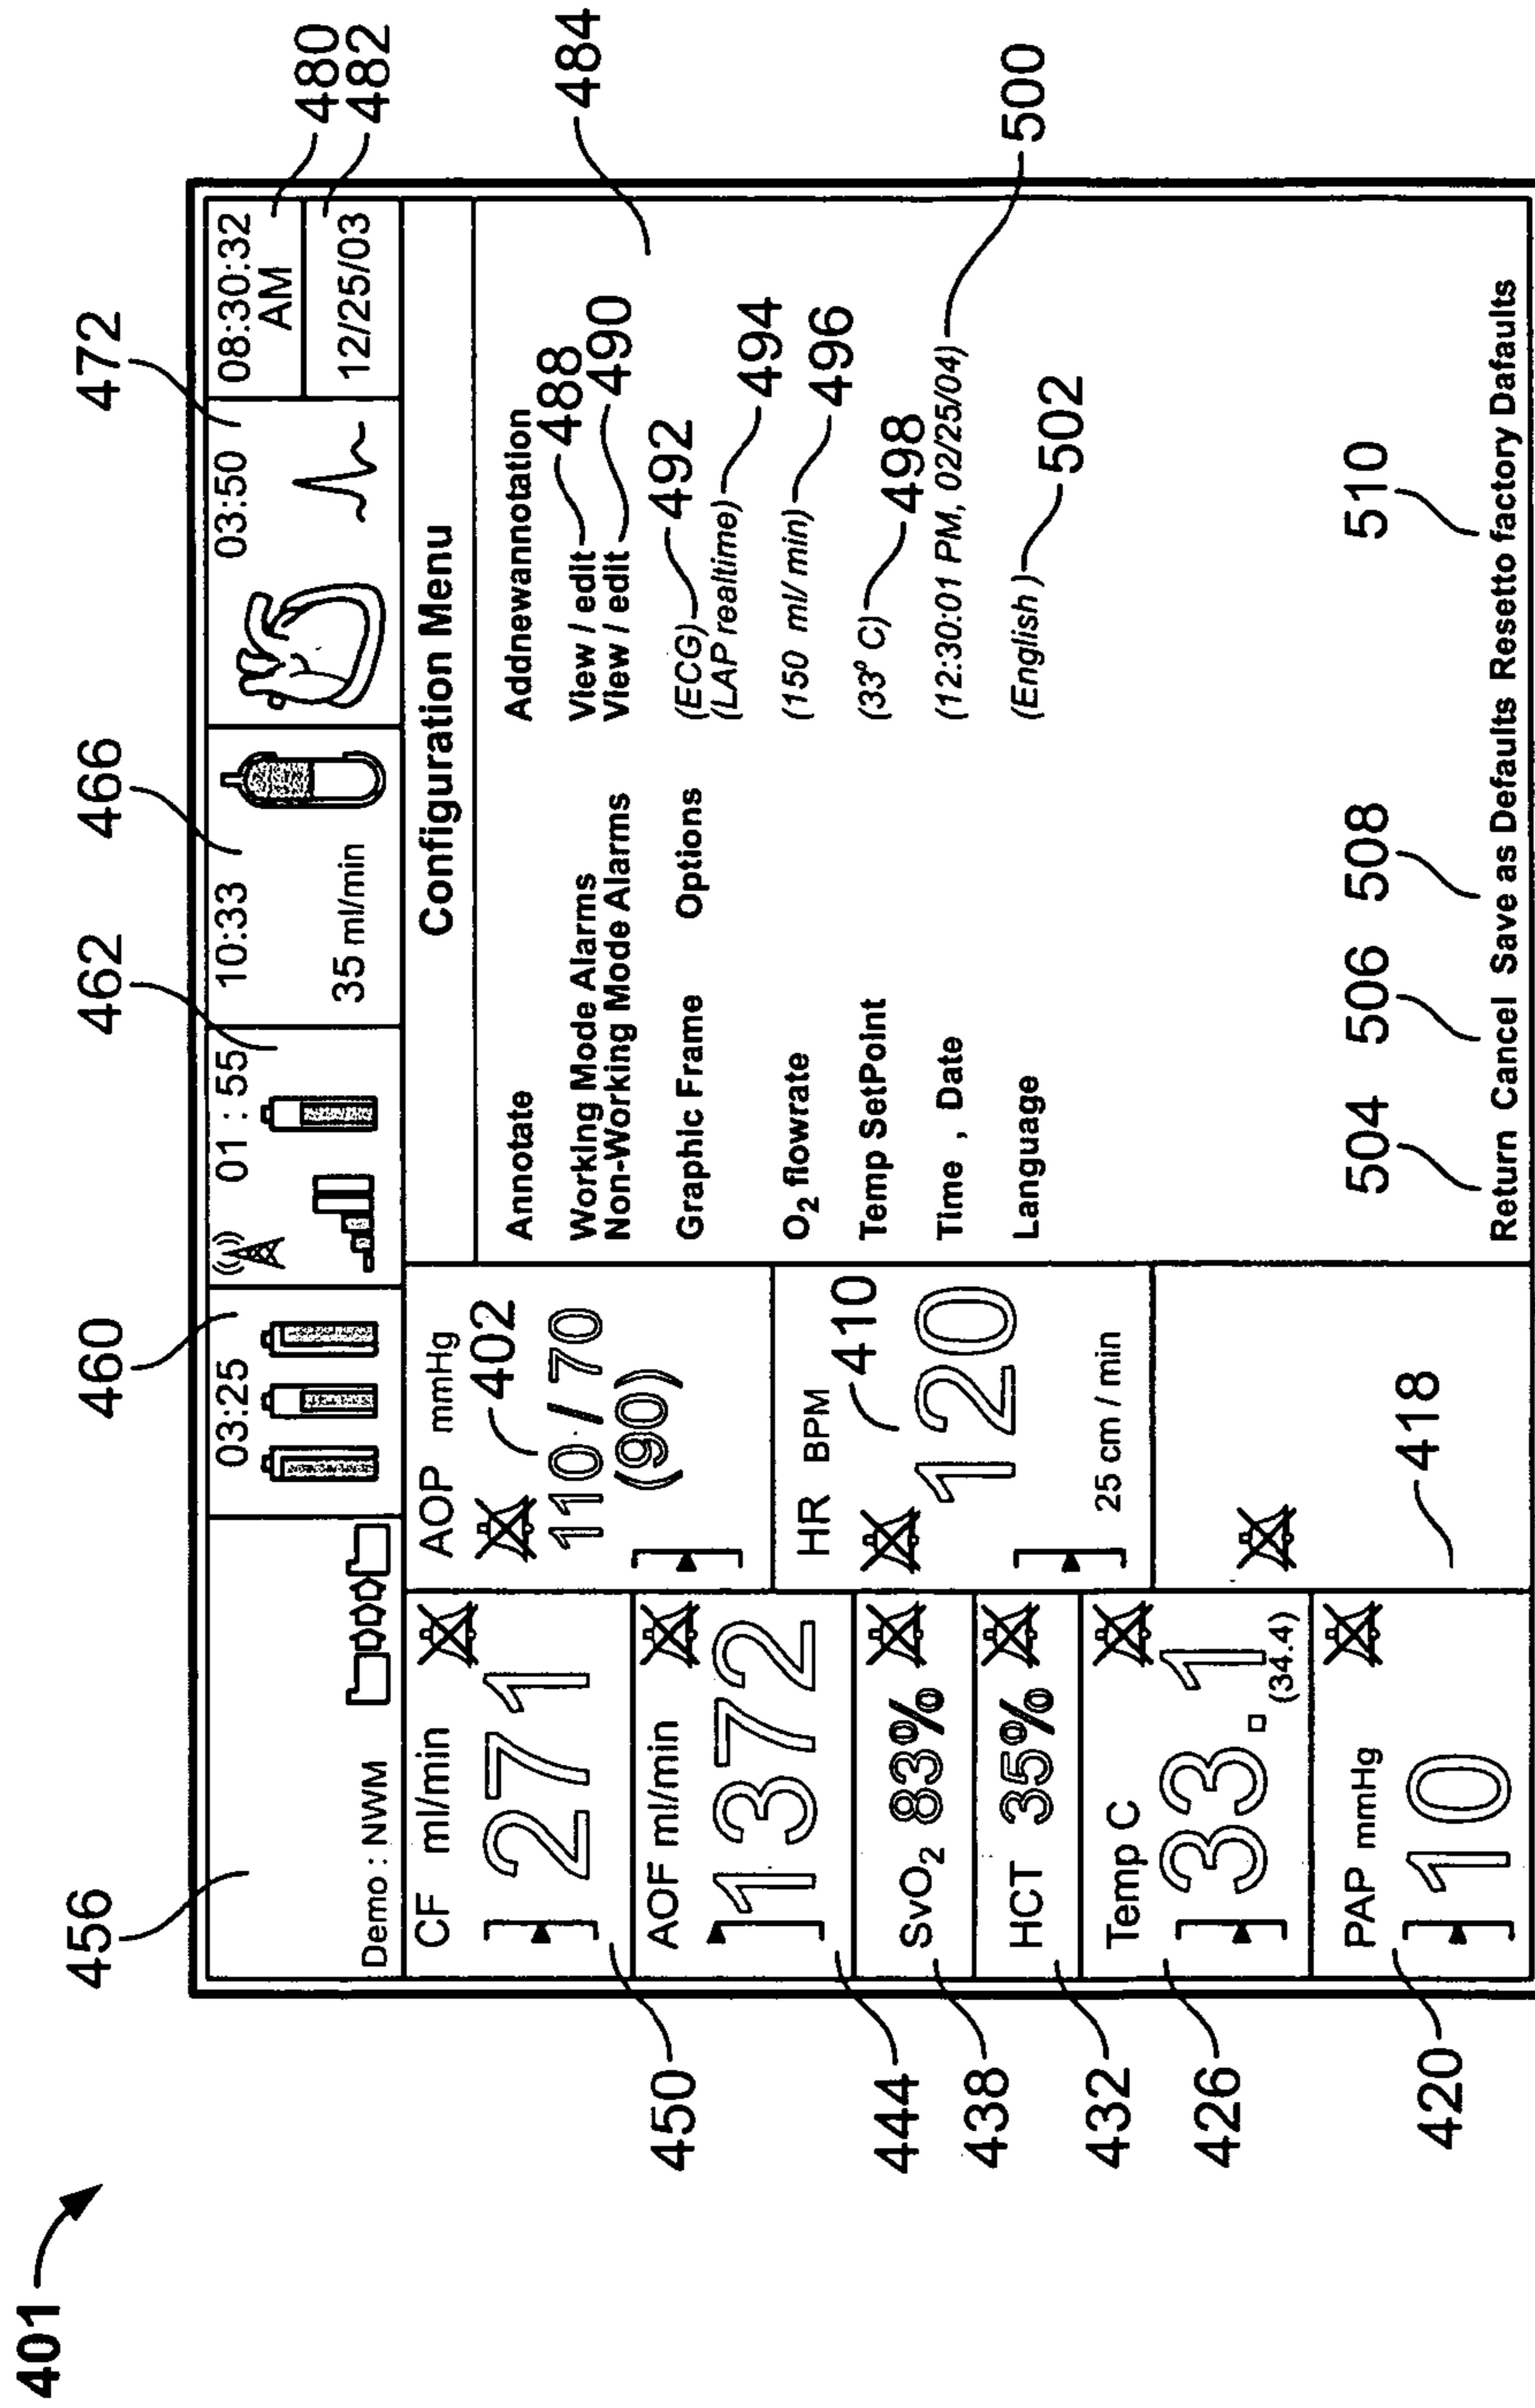 401
456
460
462
466
472
480
482
484
Demo : NWM
03:25
01 : 55
10:33
35 ml/min
03:50
08:30:32
AM
12/25/03
CF ml/min
271
450
AOF ml/min
1372
444
SvO2 83%
438
HCT 35%
432
Temp C
33.1
(34.4)
426
PAP mmHg
10
420
AOP mmHg
402
110 / 70
(90)
HR BPM
410
120
25 cm / min
418
Configuration Menu
Annotate Addnewannotation
Working Mode Alarms View / edit 488
Non-Working Mode Alarms View / edit 490
Graphic Frame Options (ECG) 492
(LAP realtime) 494
O2 flowrate (150 ml/ min) 496
Temp SetPoint (33º C) 498
Time , Date (12:30:01 PM, 02/25/04) 500
Language (English ) 502
504 506 508 510
Return Cancel Save as Defaults Resetto factory Dafaults